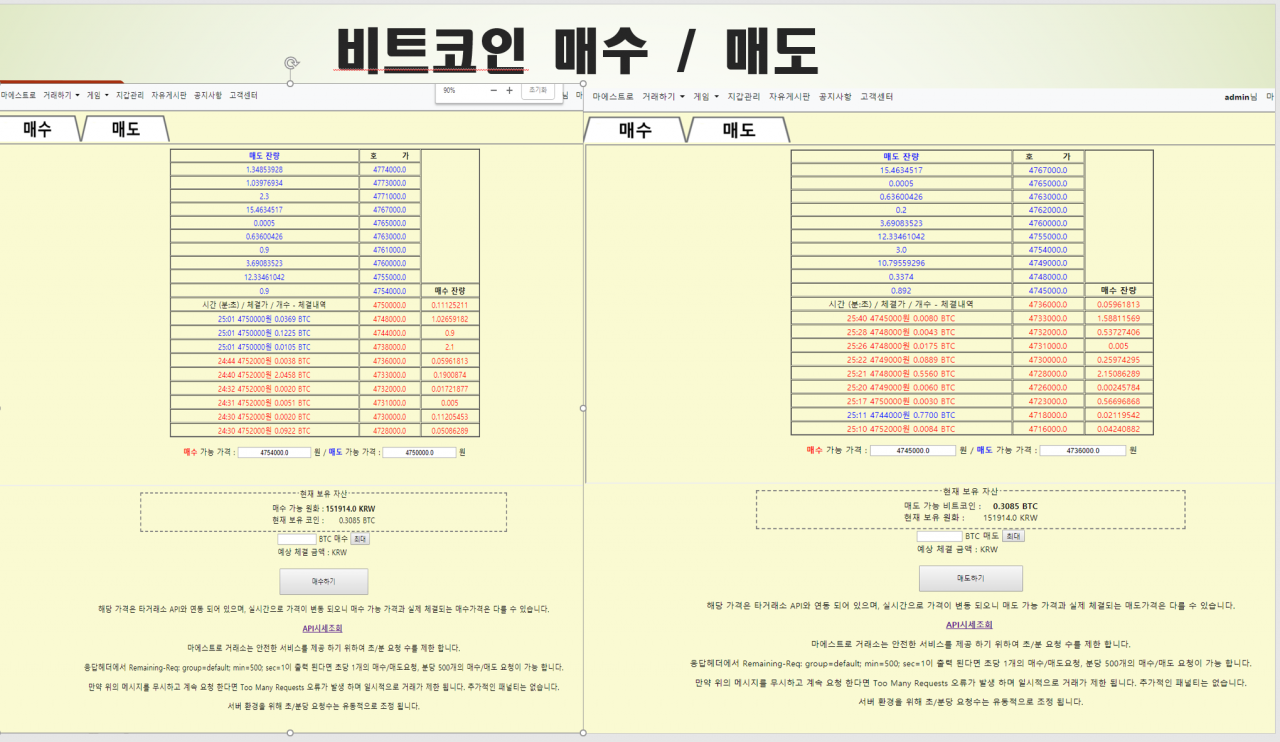 비트코인 매수 / 매도
마에스트로 거래하기 게임 지갑관리 자유게시판 공지사항 고객센터
90% − + 초기화
님 마
매수 매도
매도 잔량 호 가
1.34853928 4774000.0
1.03976934 4773000.0
2.3 4771000.0
15.4634517 4767000.0
0.0005 4765000.0
0.63600426 4763000.0
0.9 4761000.0
3.69083523 4760000.0
12.33461042 4755000.0
0.9 4754000.0 매수 잔량
시간 (분:초) / 체결가 / 개수 - 체결내역 4750000.0 0.11125211
25:01 4750000원 0.0369 BTC 4748000.0 1.02659182
25:01 4750000원 0.1225 BTC 4744000.0 0.9
25:01 4750000원 0.0105 BTC 4738000.0 2.1
24:44 4752000원 0.0038 BTC 4736000.0 0.05961813
24:40 4752000원 2.0458 BTC 4733000.0 0.1900874
24:32 4752000원 0.0020 BTC 4732000.0 0.01721877
24:31 4752000원 0.0051 BTC 4731000.0 0.005
24:30 4752000원 0.0020 BTC 4730000.0 0.11205453
24:30 4752000원 0.0922 BTC 4728000.0 0.05086289
매수 가능 가격 : 4754000.0 원 / 매도 가능 가격 : 4750000.0 원
현재 보유 자산
매수 가능 원화 : 151914.0 KRW
현재 보유 코인 : 0.3085 BTC
BTC 매수 최대
예상 체결 금액 : KRW
매수하기
해당 가격은 타거래소 API와 연동 되어 있으며, 실시간으로 가격이 변동 되오니 매수 가능 가격과 실제 체결되는 매수가격은 다를 수 있습니다.
API시세조회
마에스트로 거래소는 안전한 서비스를 제공 하기 위하여 초/분 요청 수를 제한 합니다.
응답헤더에서 Remaining-Req: group=default; min=500; sec=1이 출력 된다면 초당 1개의 매수/매도요청, 분당 500개의 매수/매도 요청이 가능 합니다.
만약 위의 메시지를 무시하고 계속 요청 한다면 Too Many Requests 오류가 발생 하며 일시적으로 거래가 제한 됩니다. 추가적인 패널티는 없습니다.
서버 환경을 위해 초/분당 요청수는 유동적으로 조정 됩니다.
마에스트로 거래하기 게임 지갑관리 자유게시판 공지사항 고객센터 admin님 마
매수 매도
매도 잔량 호 가
15.4634517 4767000.0
0.0005 4765000.0
0.63600426 4763000.0
0.2 4762000.0
3.69083523 4760000.0
12.33461042 4755000.0
3.0 4754000.0
10.79559296 4749000.0
0.3374 4748000.0
0.892 4745000.0 매수 잔량
시간 (분:초) / 체결가 / 개수 - 체결내역 4736000.0 0.05961813
25:40 4745000원 0.0080 BTC 4733000.0 1.58811569
25:28 4748000원 0.0043 BTC 4732000.0 0.53727406
25:26 4748000원 0.0175 BTC 4731000.0 0.005
25:22 4749000원 0.0889 BTC 4730000.0 0.25974295
25:21 4748000원 0.5560 BTC 4728000.0 2.15086289
25:20 4749000원 0.0060 BTC 4726000.0 0.00245784
25:17 4750000원 0.0030 BTC 4723000.0 0.56696868
25:11 4744000원 0.7700 BTC 4718000.0 0.02119542
25:10 4752000원 0.0084 BTC 4716000.0 0.04240882
매수 가능 가격 : 4745000.0 원 / 매도 가능 가격 : 4736000.0 원
현재 보유 자산
매도 가능 비트코인 : 0.3085 BTC
현재 보유 원화 : 151914.0 KRW
BTC 매도 최대
예상 체결 금액 : KRW
매도하기
해당 가격은 타거래소 API와 연동 되어 있으며, 실시간으로 가격이 변동 되오니 매도 가능 가격과 실제 체결되는 매도가격은 다를 수 있습니다.
API시세조회
마에스트로 거래소는 안전한 서비스를 제공 하기 위하여 초/분 요청 수를 제한 합니다.
응답헤더에서 Remaining-Req: group=default; min=500; sec=1이 출력 된다면 초당 1개의 매수/매도요청, 분당 500개의 매수/매도 요청이 가능 합니다.
만약 위의 메시지를 무시하고 계속 요청 한다면 Too Many Requests 오류가 발생 하며 일시적으로 거래가 제한 됩니다. 추가적인 패널티는 없습니다.
서버 환경을 위해 초/분당 요청수는 유동적으로 조정 됩니다.